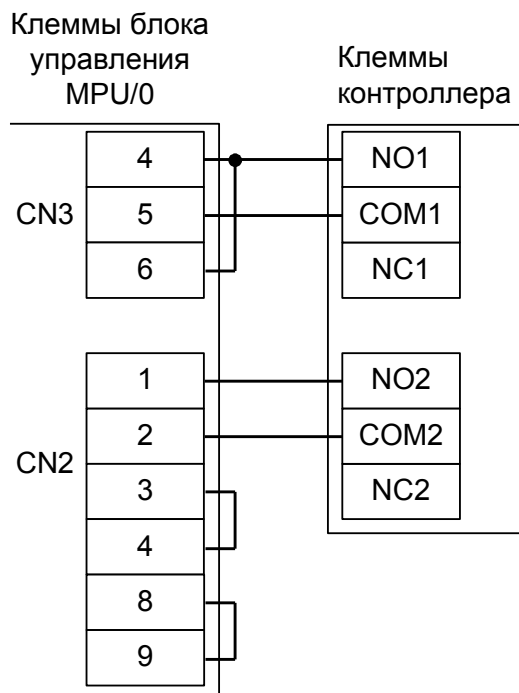 Клеммы блока
управления
MPU/0
Клеммы
контроллера
CN3
4
5
6
NO1
COM1
NC1
CN2
1
2
3
4
8
9
NO2
COM2
NC2